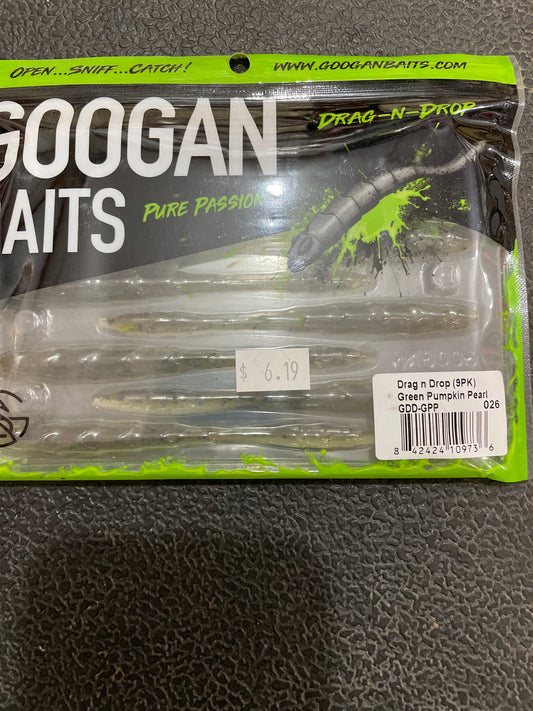 OPEN...SNIFF...CATCH!
WWW.GOOGANBAITS.COM
GOOGAN
DRAG-N-DROP
AITS
PURE PASSION
$ 6.19
Drag n Drop (9PK)
Green Pumpkin Pearl
GDD-GPP 026
8 42424 10973 6